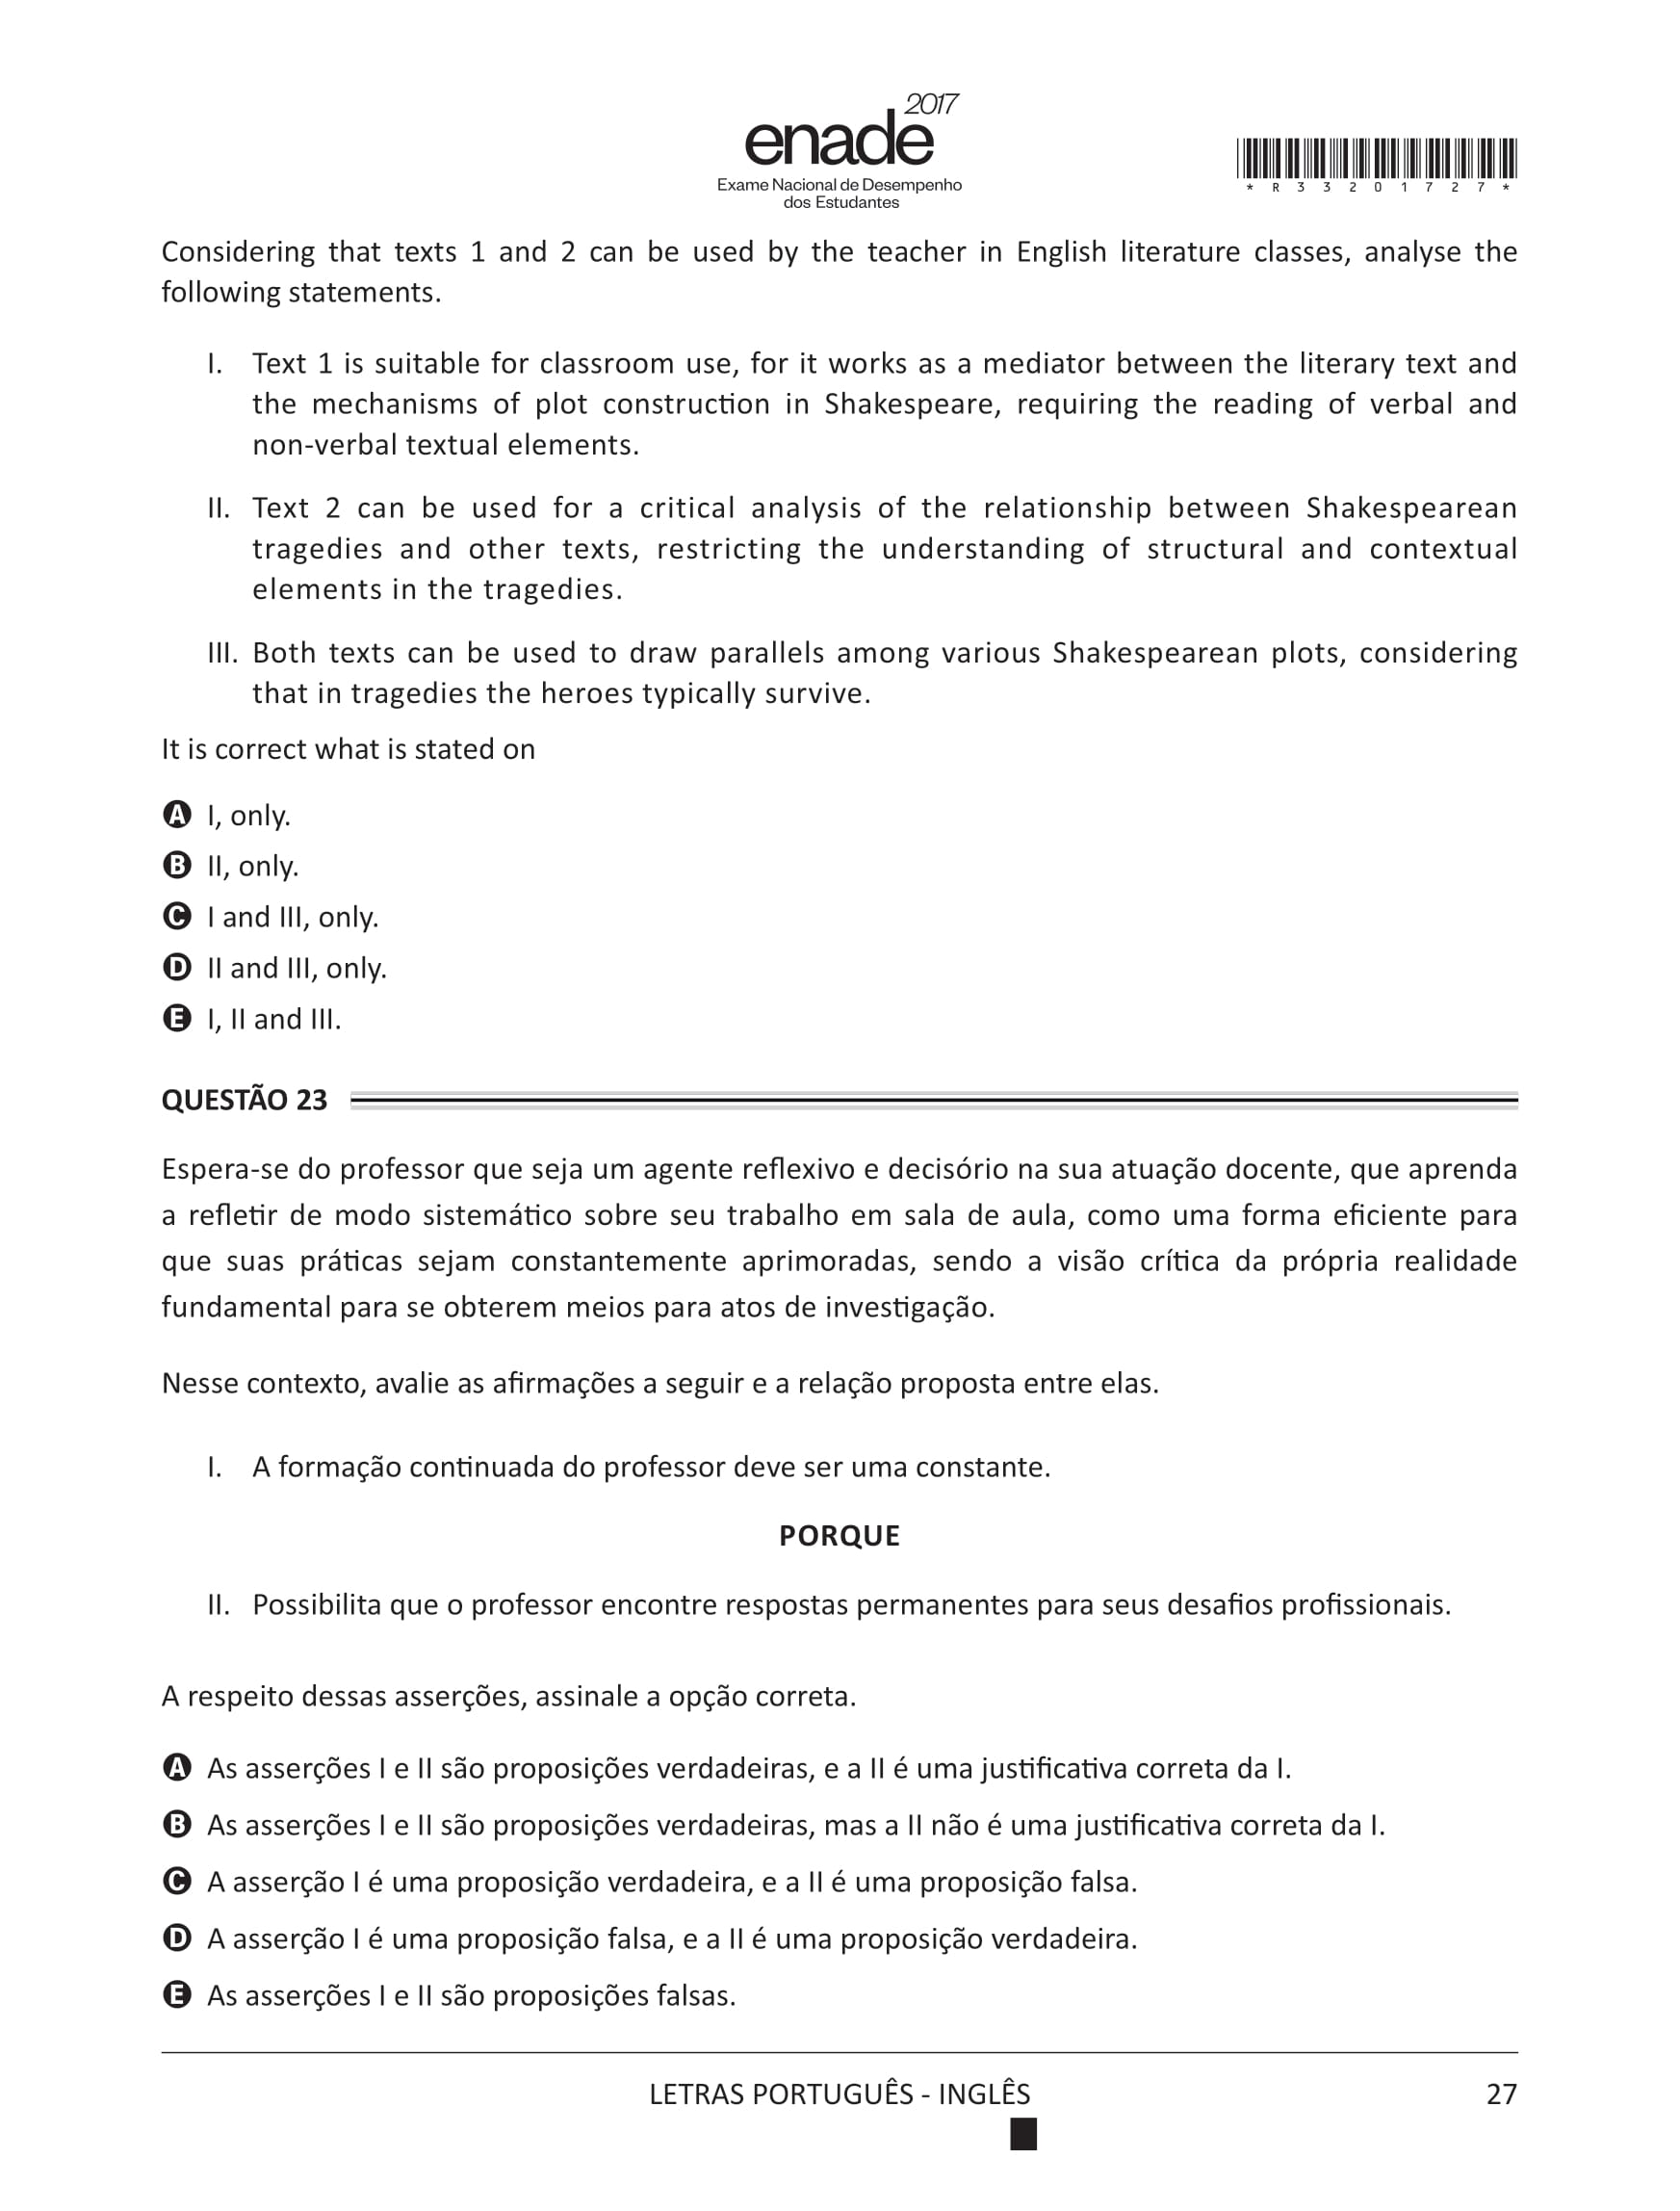 2017
enade
Exame Nacional de Desempenho
dos Estudantes
* R 3 3 2 0 1 7 2 7 *
Considering that texts 1 and 2 can be used by the teacher in English literature classes, analyse the
following statements.
I. Text 1 is suitable for classroom use, for it works as a mediator between the literary text and
the mechanisms of plot construction in Shakespeare, requiring the reading of verbal and
non-verbal textual elements.
II. Text 2 can be used for a critical analysis of the relationship between Shakespearean
tragedies and other texts, restricting the understanding of structural and contextual
elements in the tragedies.
III. Both texts can be used to draw parallels among various Shakespearean plots, considering
that in tragedies the heroes typically survive.
It is correct what is stated on
A I, only.
B II, only.
C I and III, only.
D II and III, only.
E I, II and III.
QUESTÃO 23
Espera-se do professor que seja um agente reflexivo e decisório na sua atuação docente, que aprenda
a refletir de modo sistemático sobre seu trabalho em sala de aula, como uma forma eficiente para
que suas práticas sejam constantemente aprimoradas, sendo a visão crítica da própria realidade
fundamental para se obterem meios para atos de investigação.
Nesse contexto, avalie as afirmações a seguir e a relação proposta entre elas.
I. A formação continuada do professor deve ser uma constante.
PORQUE
II. Possibilita que o professor encontre respostas permanentes para seus desafios profissionais.
A respeito dessas asserções, assinale a opção correta.
A As asserções I e II são proposições verdadeiras, e a II é uma justificativa correta da I.
B As asserções I e II são proposições verdadeiras, mas a II não é uma justificativa correta da I.
C A asserção I é uma proposição verdadeira, e a II é uma proposição falsa.
D A asserção I é uma proposição falsa, e a II é uma proposição verdadeira.
E As asserções I e II são proposições falsas.
LETRAS PORTUGUÊS - INGLÊS
27